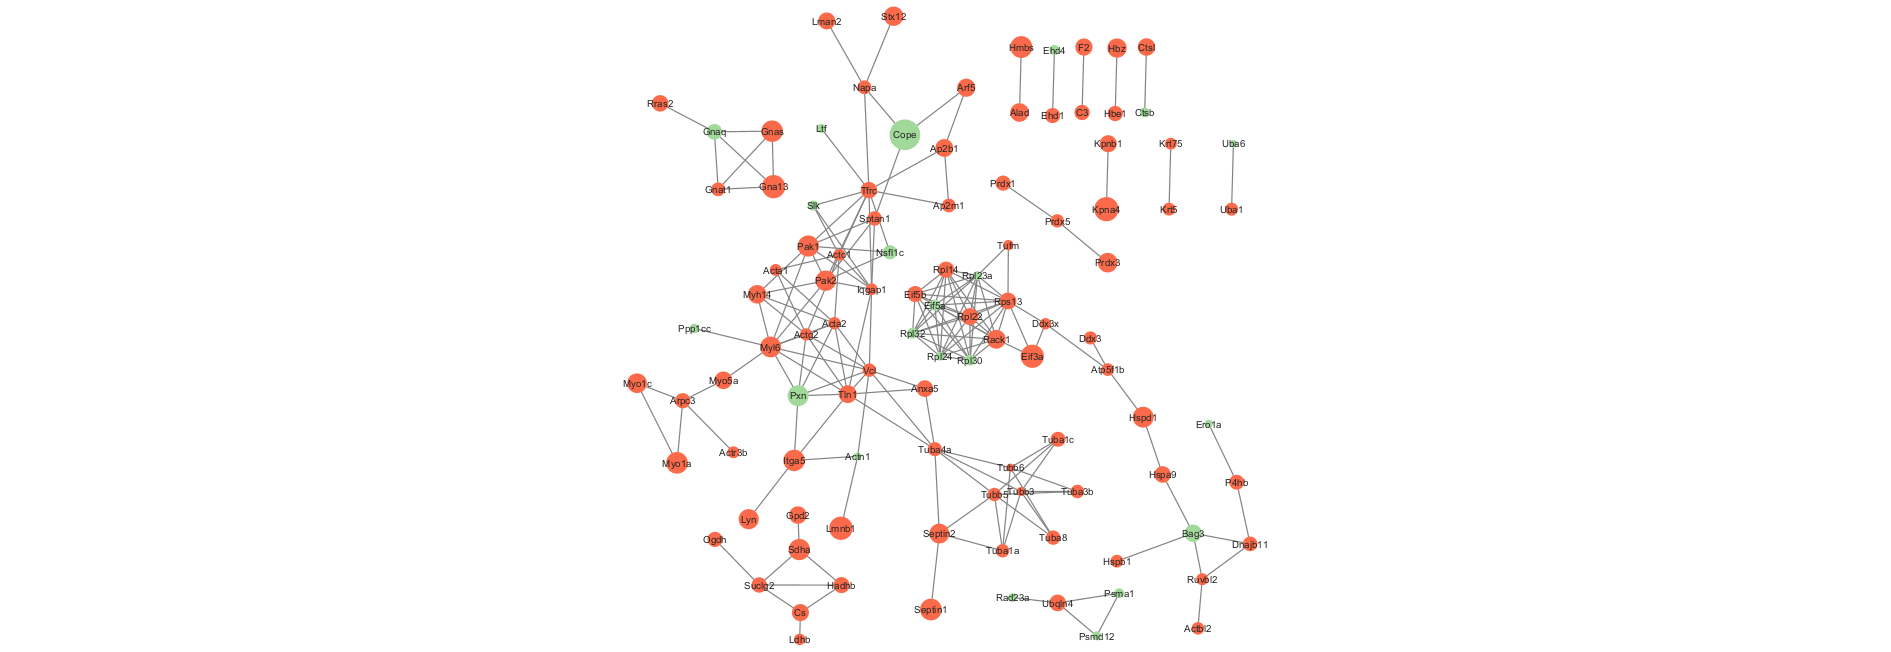 Stx12
Lman2
Hmbs
Ehd4
F2
Hbz
Ctsl
Napa
Arf5
Rras2
Alad
Ehd1
C3
Hbe1
Ctsb
Ltf
Gnaq
Gnas
Cope
Ap2b1
Kpnb1
Krt75
Uba6
Gnat1
Gna13
Tfrc
Prdx1
Slk
Ap2m1
Kpna4
Krt5
Uba1
Sptan1
Prdx5
Pak1
Actc1
Nsfl1c
Tufm
Prdx3
Acta1
Rpl14
Rpl23a
Pak2
Iqgap1
Myh14
Eif5b
Eif5a
Rps13
Rpl22
Ppp1cc
Acta2
Actg2
Rpl32
Ddx3x
Ddx3
Rack1
Myl6
Rpl24
Rpl30
Eif3a
Vcl
Atp5f1b
Myo1c
Myo5a
Anxa5
Arpc3
Pxn
Tln1
Hspd1
Ero1a
Tuba1c
Actr3b
Tuba4a
Myo1a
Itga5
Actn1
Tubb6
Hspa9
P4hb
Tubb5
Tubb3
Tuba3b
Lyn
Gpd2
Lmnb1
Septin2
Tuba8
Bag3
Ogdh
Sdha
Tuba1a
Dnajb11
Hspb1
Suclg2
Hadhb
Ruvbl2
Rad23a
Ubqln4
Psma1
Cs
Septin1
Actbl2
Ldhb
Psmd12